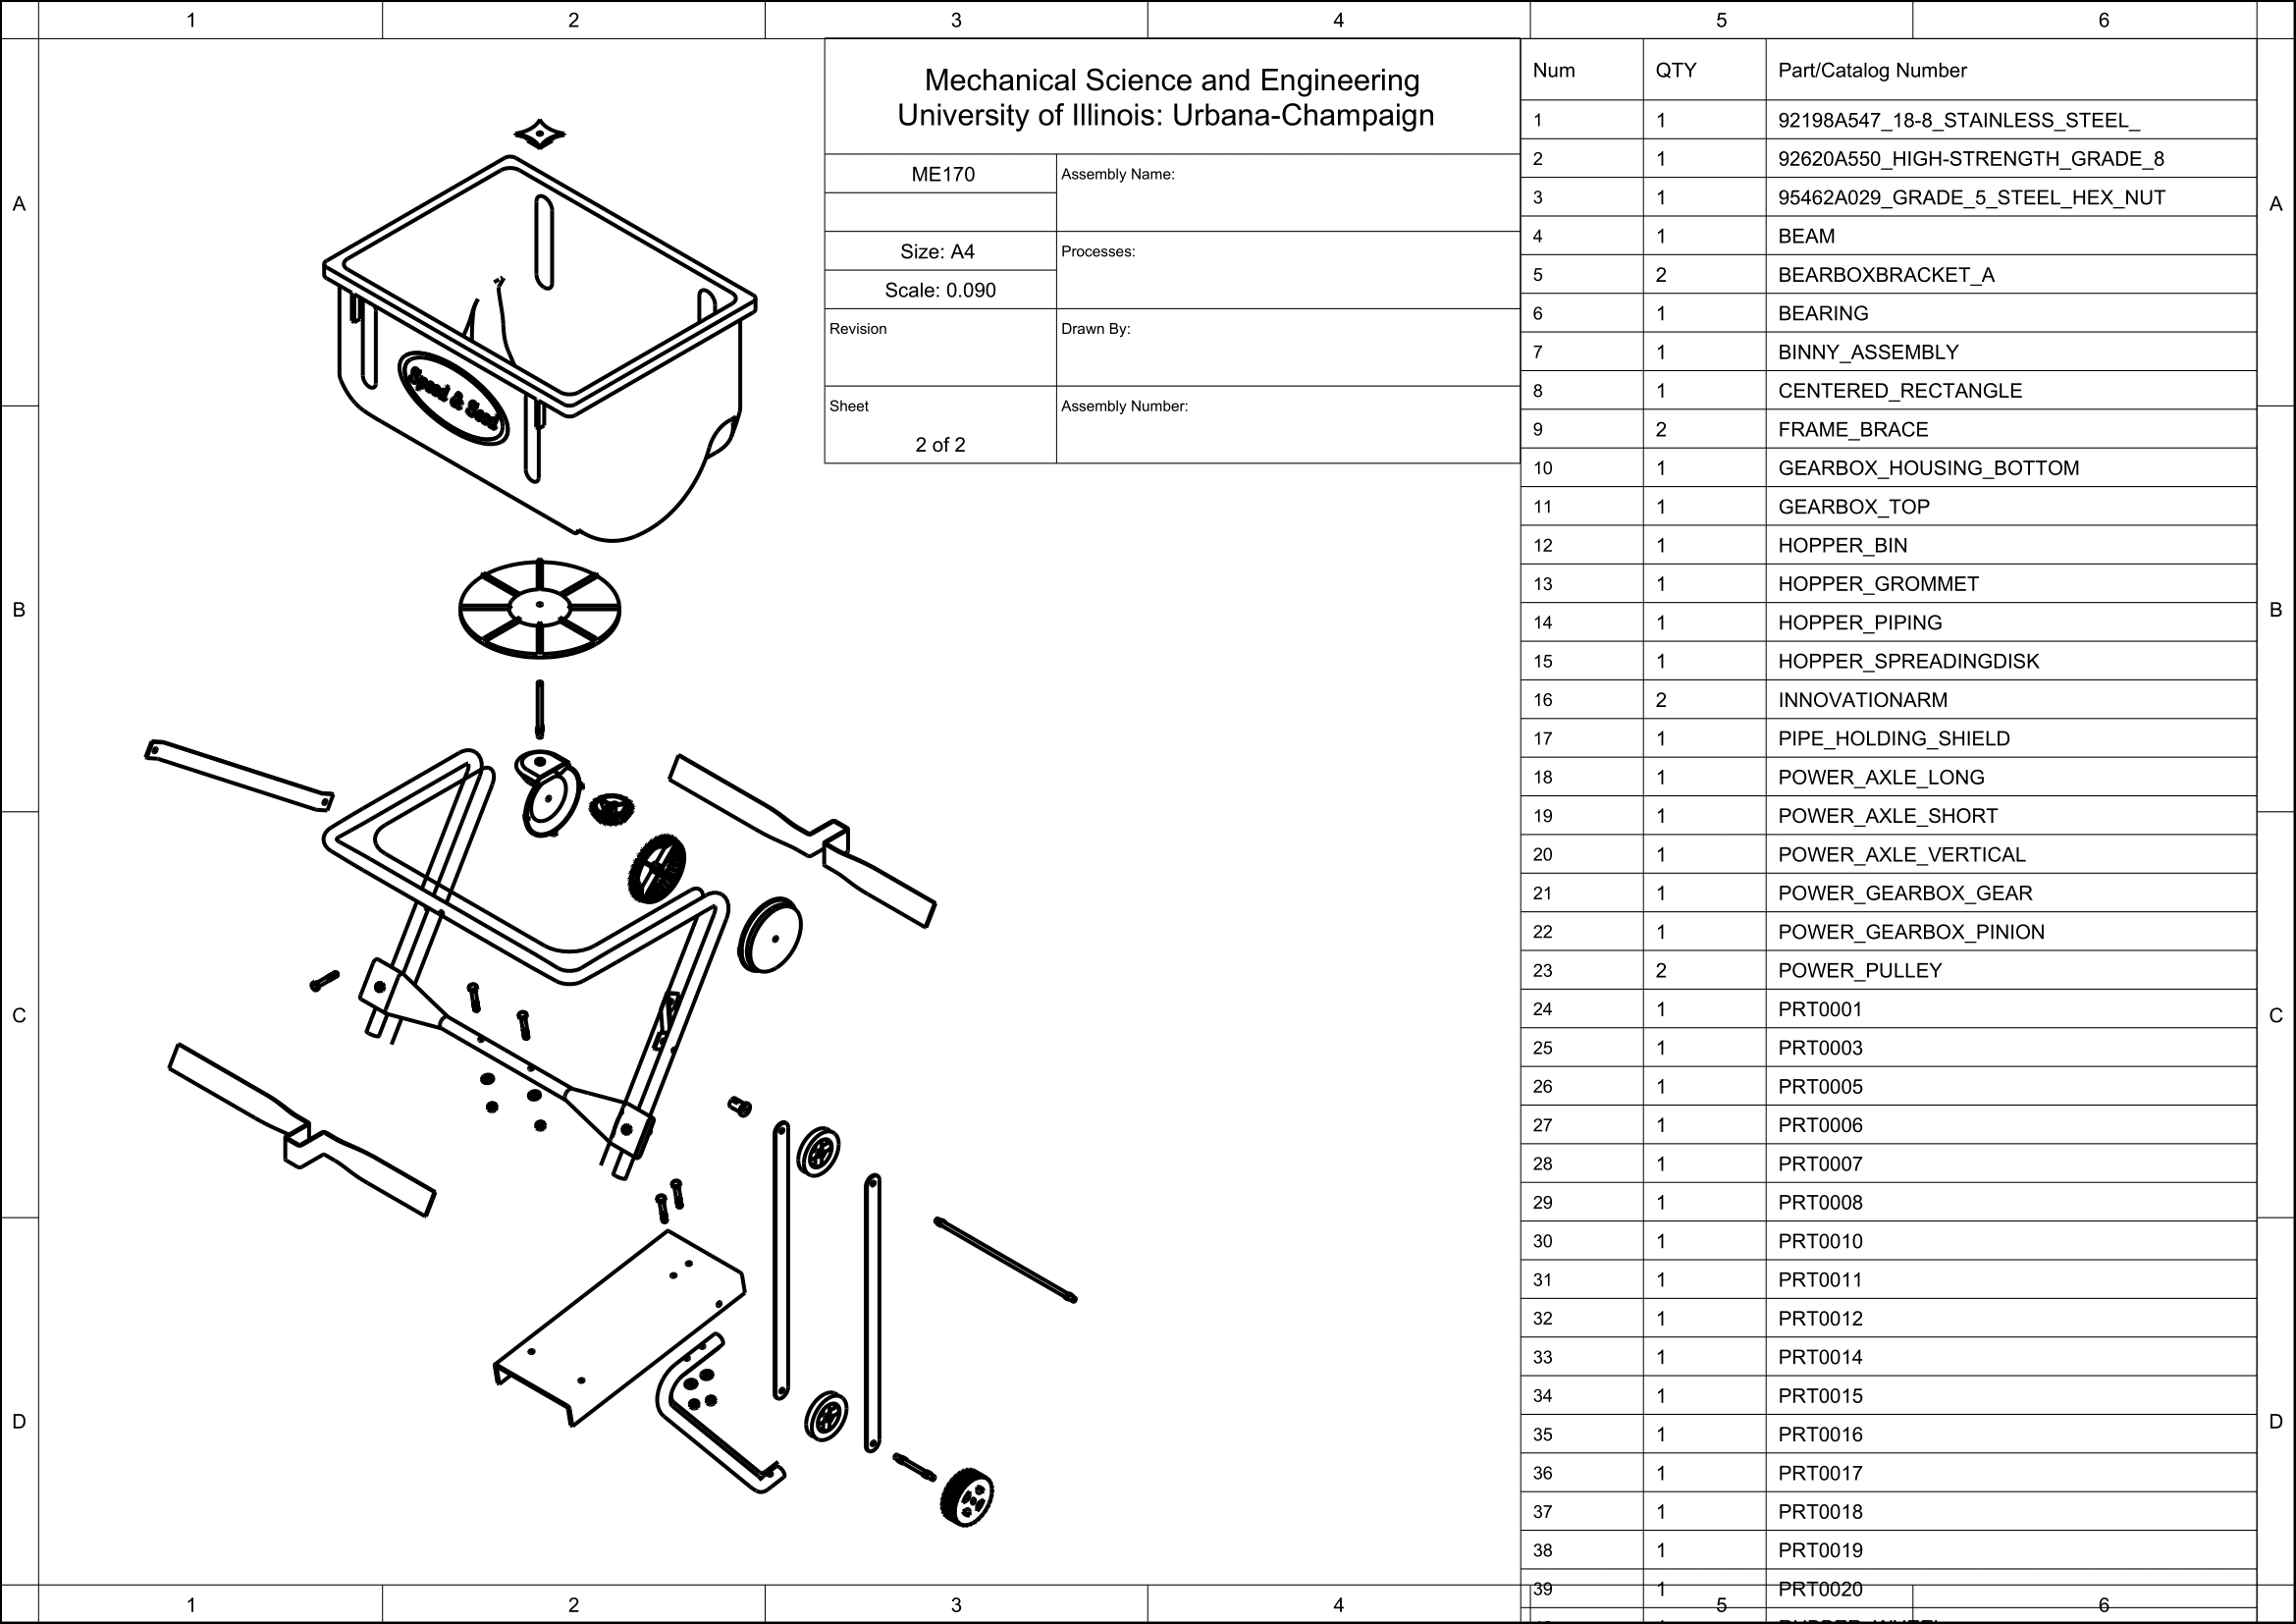 1 2 3 4 5 6
Mechanical Science and Engineering
University of Illinois: Urbana-Champaign
ME170
Assembly Name:
Size: A4
Processes:
Scale: 0.090
Revision
Drawn By:
Sheet
2 of 2
Assembly Number:
Num QTY Part/Catalog Number
1 1 92198A547_18-8_STAINLESS_STEEL_
2 1 92620A550_HIGH-STRENGTH_GRADE_8
3 1 95462A029_GRADE_5_STEEL_HEX_NUT
4 1 BEAM
5 2 BEARBOXBRACKET_A
6 1 BEARING
7 1 BINNY_ASSEMBLY
8 1 CENTERED_RECTANGLE
9 2 FRAME_BRACE
10 1 GEARBOX_HOUSING_BOTTOM
11 1 GEARBOX_TOP
12 1 HOPPER_BIN
13 1 HOPPER_GROMMET
14 1 HOPPER_PIPING
15 1 HOPPER_SPREADINGDISK
16 2 INNOVATIONARM
17 1 PIPE_HOLDING_SHIELD
18 1 POWER_AXLE_LONG
19 1 POWER_AXLE_SHORT
20 1 POWER_AXLE_VERTICAL
21 1 POWER_GEARBOX_GEAR
22 1 POWER_GEARBOX_PINION
23 2 POWER_PULLEY
24 1 PRT0001
25 1 PRT0003
26 1 PRT0005
27 1 PRT0006
28 1 PRT0007
29 1 PRT0008
30 1 PRT0010
31 1 PRT0011
32 1 PRT0012
33 1 PRT0014
34 1 PRT0015
35 1 PRT0016
36 1 PRT0017
37 1 PRT0018
38 1 PRT0019
39 1 PRT0020
Speed & Seed
A A
B B
C C
D D
1 2 3 4 5 6